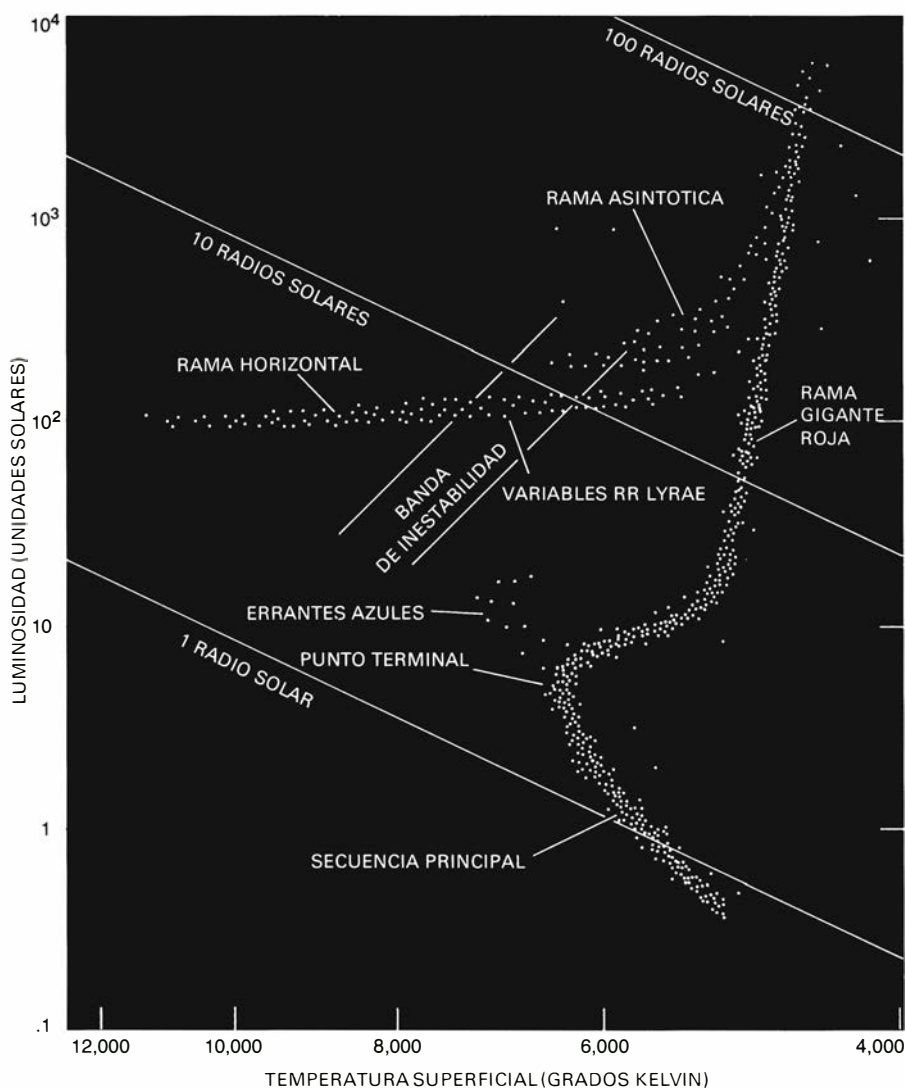 10⁴
100 RADIOS SOLARES
RAMA ASINTOTICA
10³
10 RADIOS SOLARES
RAMA HORIZONTAL
RAMA
GIGANTE
ROJA
10²
BANDA
DE INESTABILIDAD
VARIABLES RR LYRAE
ERRANTES AZULES
10
PUNTO TERMINAL
1 RADIO SOLAR
1
SECUENCIA PRINCIPAL
.1
LUMINOSIDAD (UNIDADES SOLARES)
12,000 10,000 8,000 6,000 4,000
TEMPERATURA SUPERFICIAL (GRADOS KELVIN)